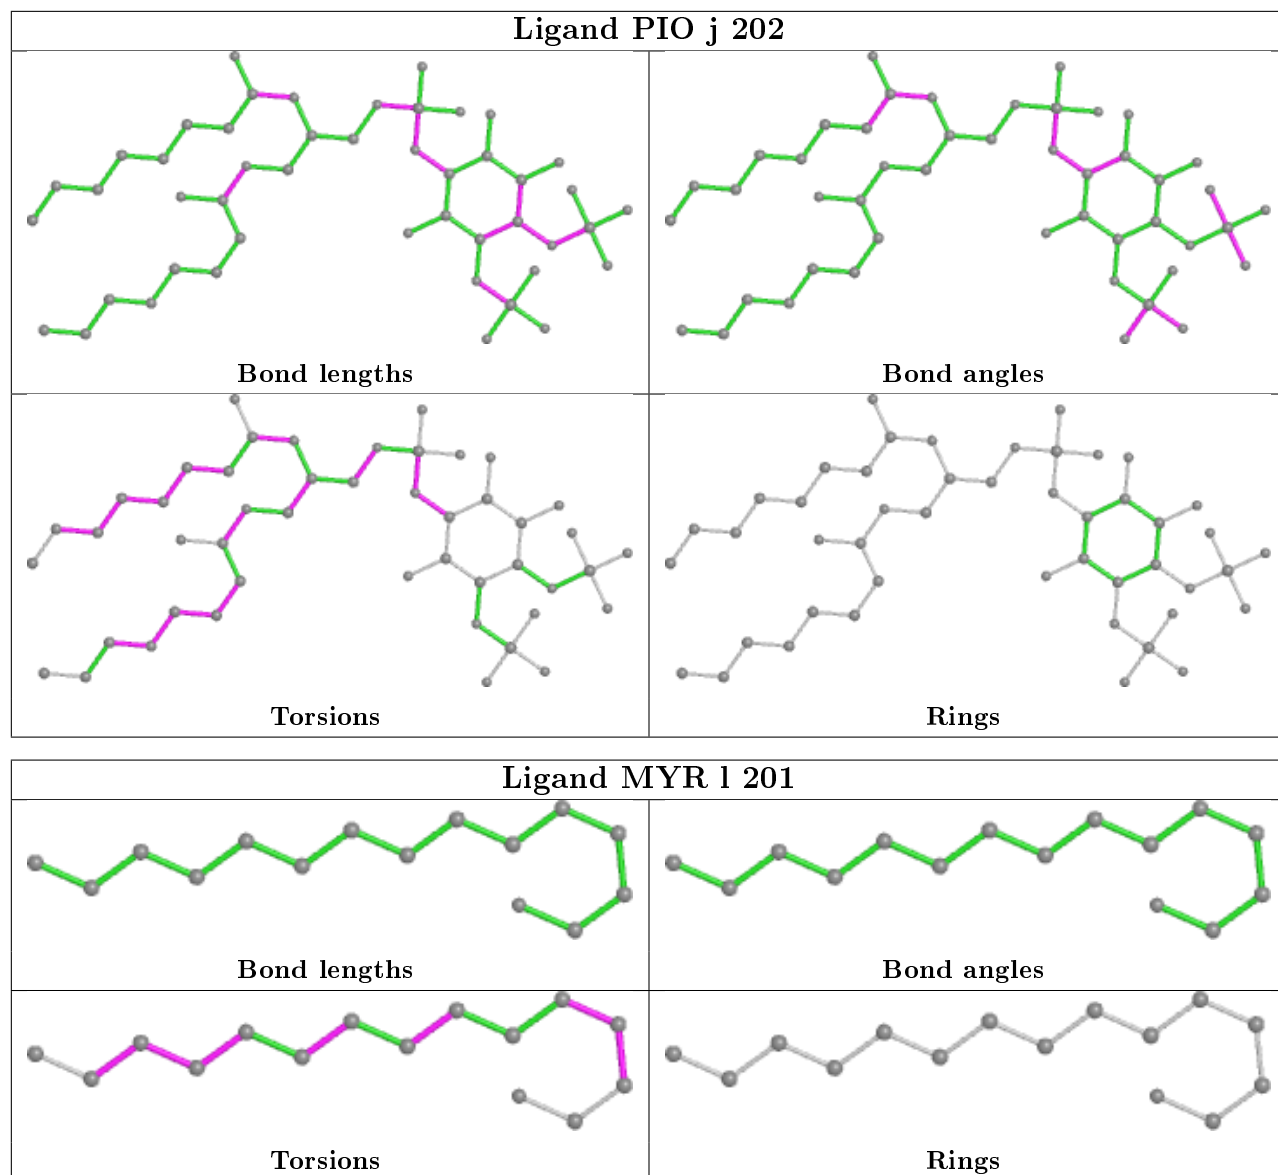 Ligand PIO j 202
Bond lengths
Bond angles
Torsions
Rings
Ligand MYR l 201
Bond lengths
Bond angles
Torsions
Rings